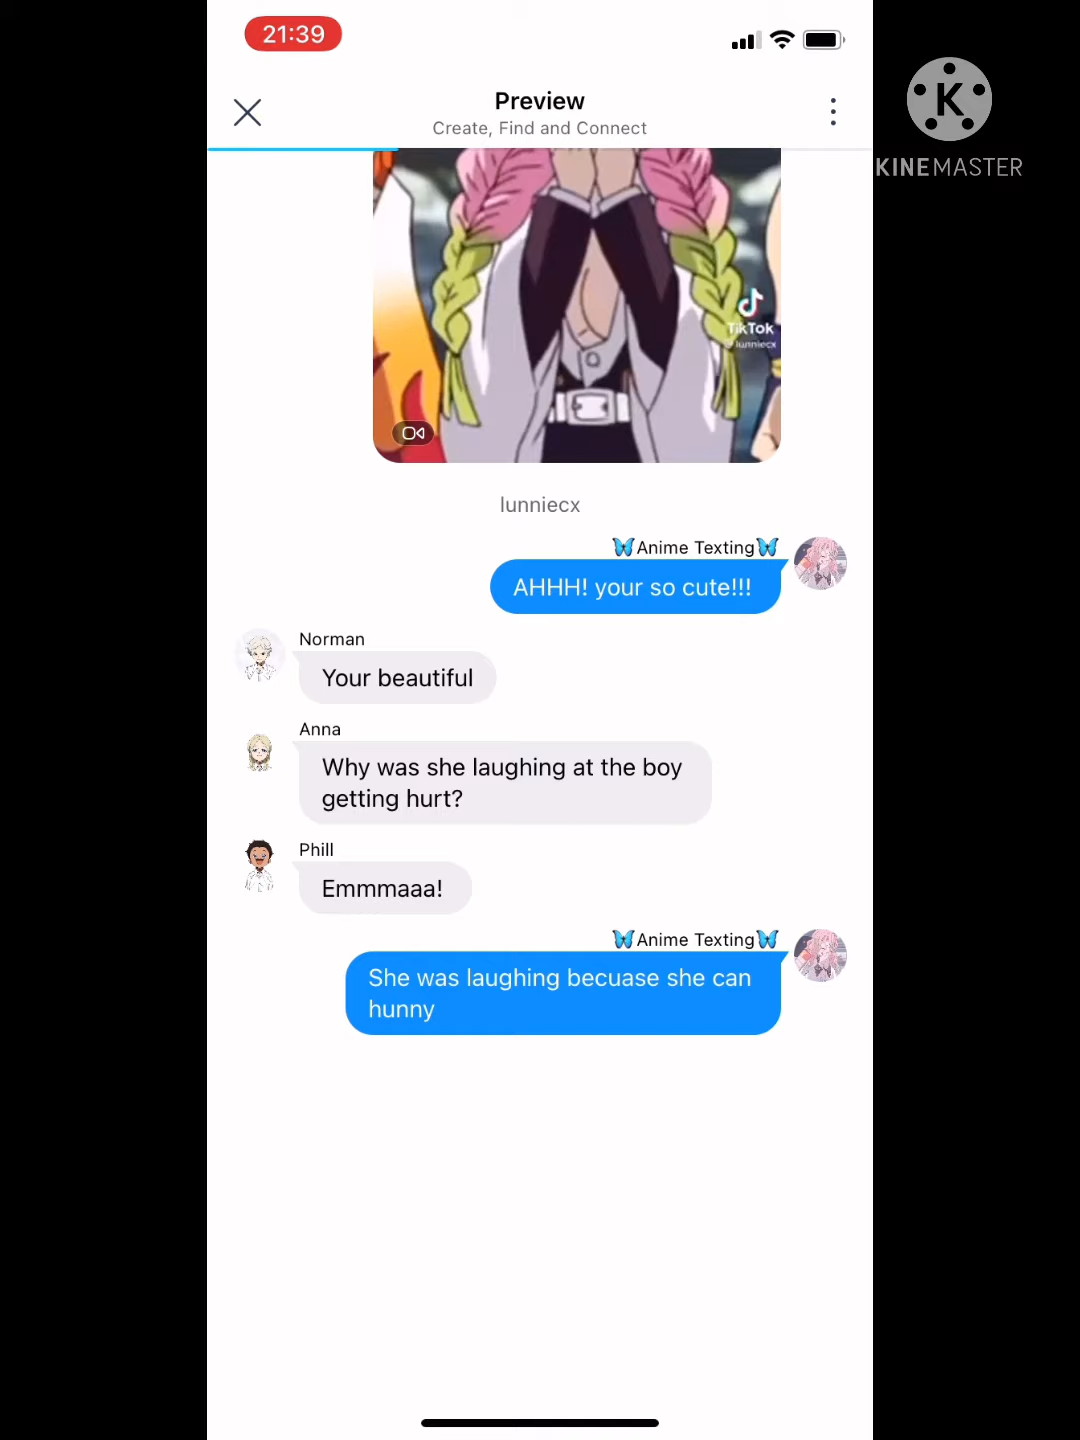 21:39
Preview
Create, Find and Connect
K
KINEMASTER
TikTok
lunniecx
lunniecx
🦋Anime Texting🦋
AHHH! your so cute!!!
Norman
Your beautiful
Anna
Why was she laughing at the boy
getting hurt?
Phill
Emmmaaa!
🦋Anime Texting🦋
She was laughing becuase she can
hunny